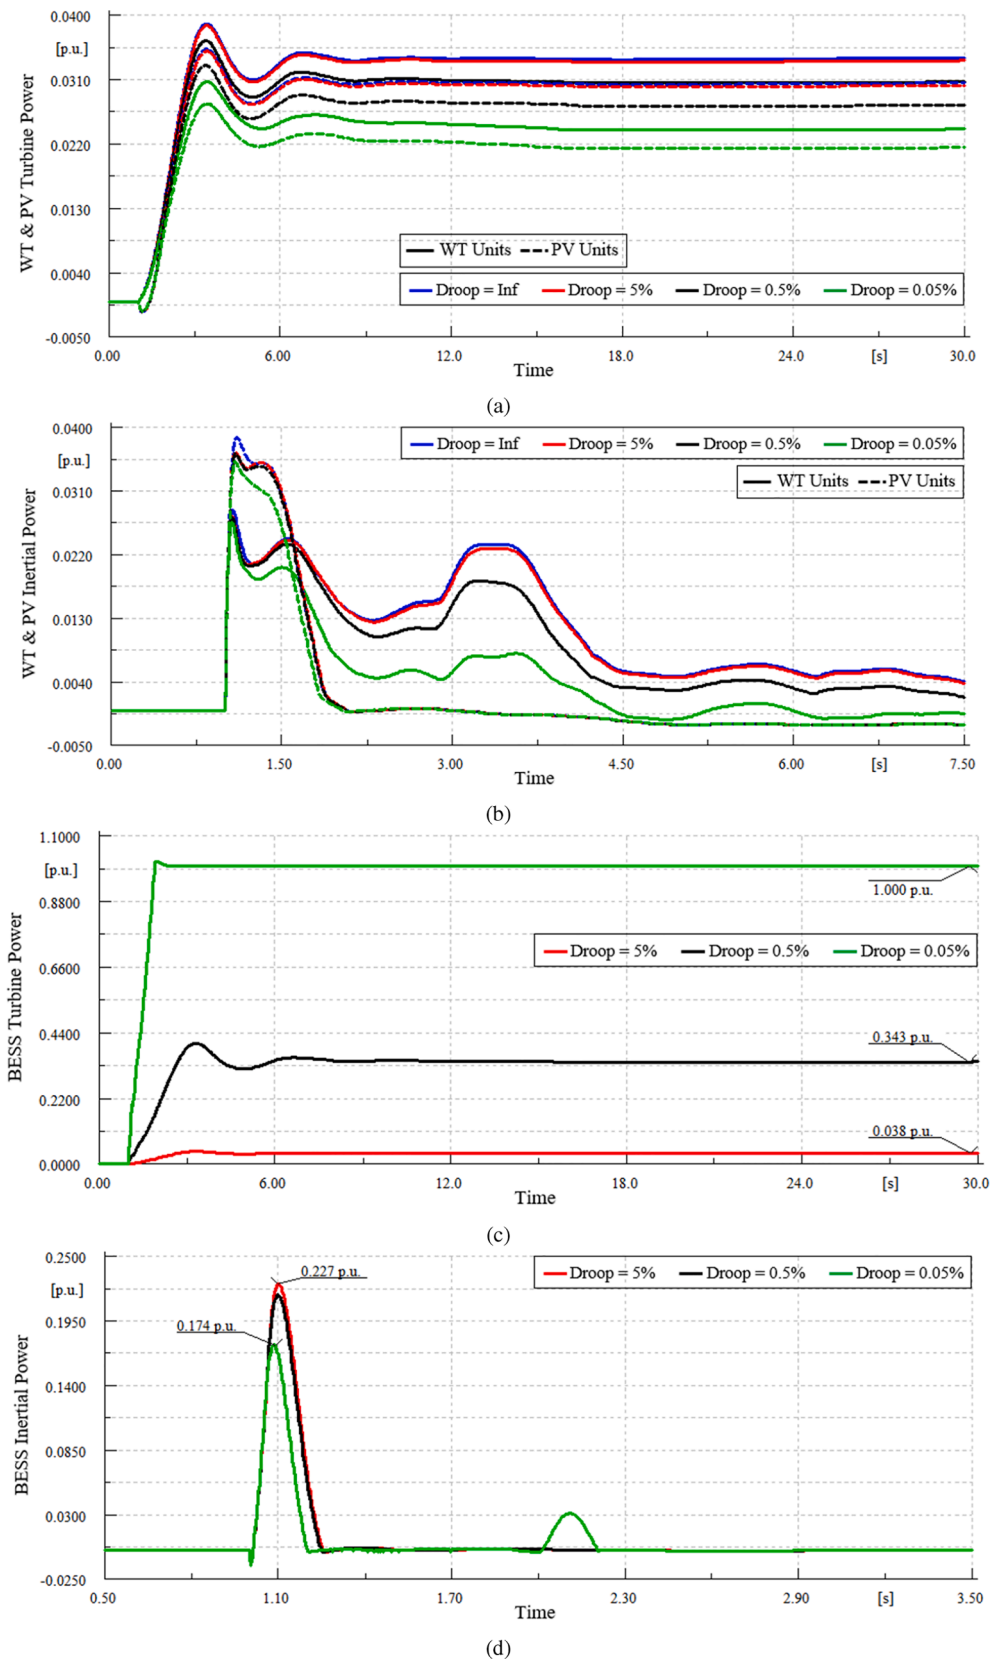 0.0400
[p.u.]
0.0310
0.0220
0.0130
0.0040
-0.0050
WT & PV Turbine Power
WT Units PV Units
Droop = Inf Droop = 5% Droop = 0.5% Droop = 0.05%
0.00 6.00 12.0 18.0 24.0 [s] 30.0
Time
(a)
0.0400
[p.u.]
0.0310
0.0220
0.0130
0.0040
-0.0050
WT & PV Inertial Power
Droop = Inf Droop = 5% Droop = 0.5% Droop = 0.05%
WT Units PV Units
0.00 1.50 3.00 4.50 6.00 [s] 7.50
Time
(b)
1.1000
[p.u.]
0.8800
0.6600
0.4400
0.2200
0.0000
BESS Turbine Power
1.000 p.u.
Droop = 5% Droop = 0.5% Droop = 0.05%
0.343 p.u.
0.038 p.u.
0.00 6.00 12.0 18.0 24.0 [s] 30.0
Time
(c)
0.2500
[p.u.]
0.1950
0.1400
0.0850
0.0300
-0.0250
BESS Inertial Power
Droop = 5% Droop = 0.5% Droop = 0.05%
0.227 p.u.
0.174 p.u.
0.50 1.10 1.70 2.30 2.90 [s] 3.50
Time
(d)